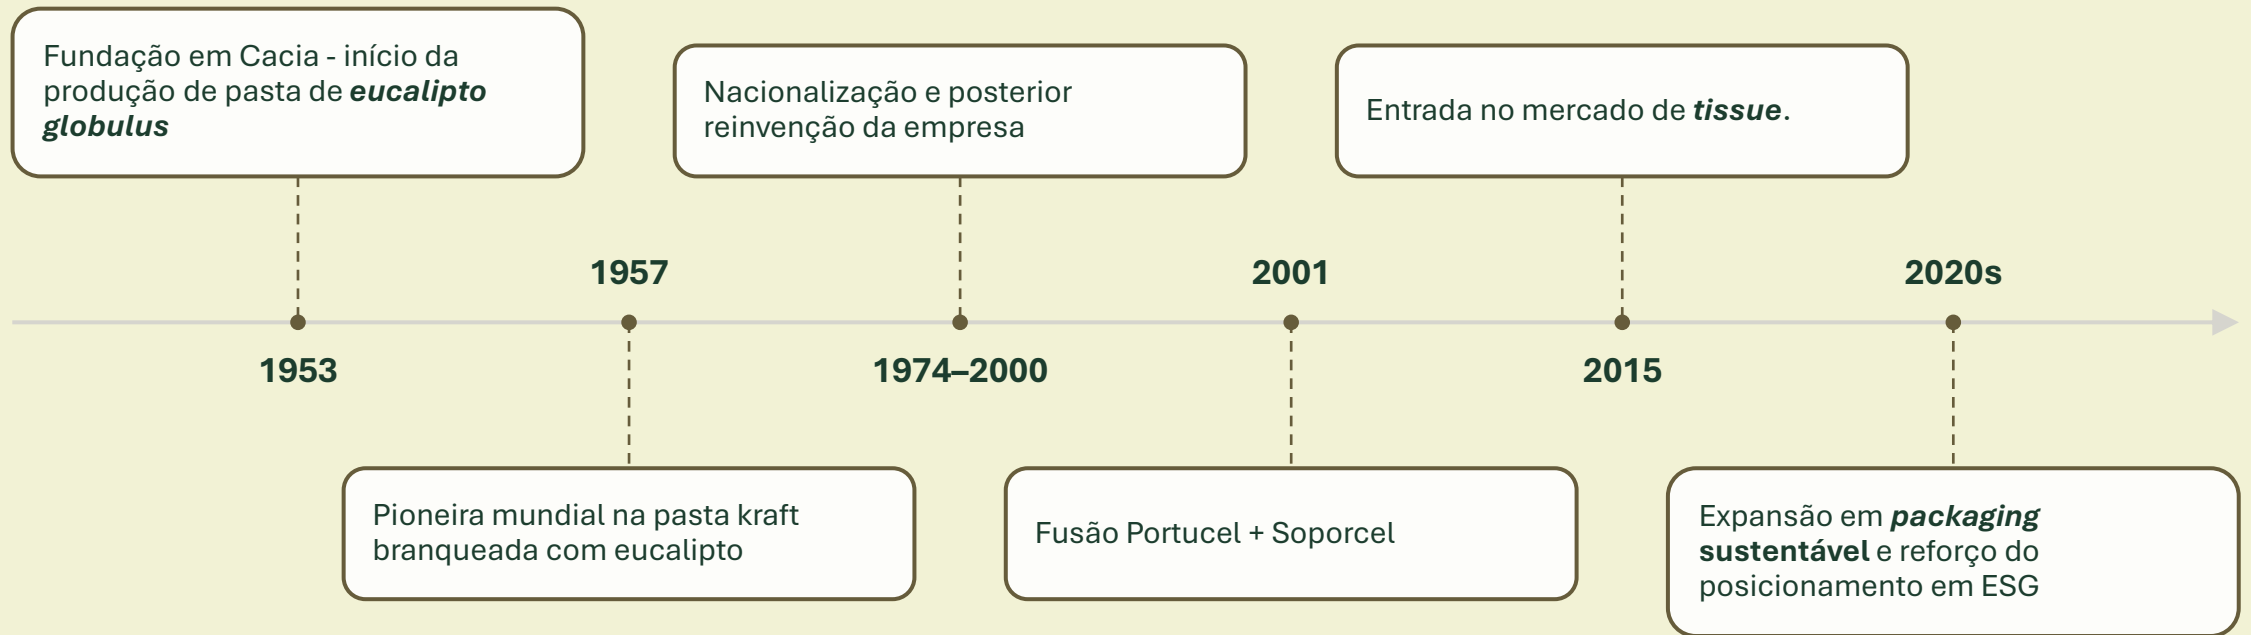 Fundação em Cacia - início da
produção de pasta de eucalipto
globulus
Nacionalização e posterior
reinvenção da empresa
Entrada no mercado de tissue.
1957
2001
2020s
1953
1974–2000
2015
Pioneira mundial na pasta kraft
branqueada com eucalipto
Fusão Portucel + Soporcel
Expansão em packaging
sustentável e reforço do
posicionamento em ESG